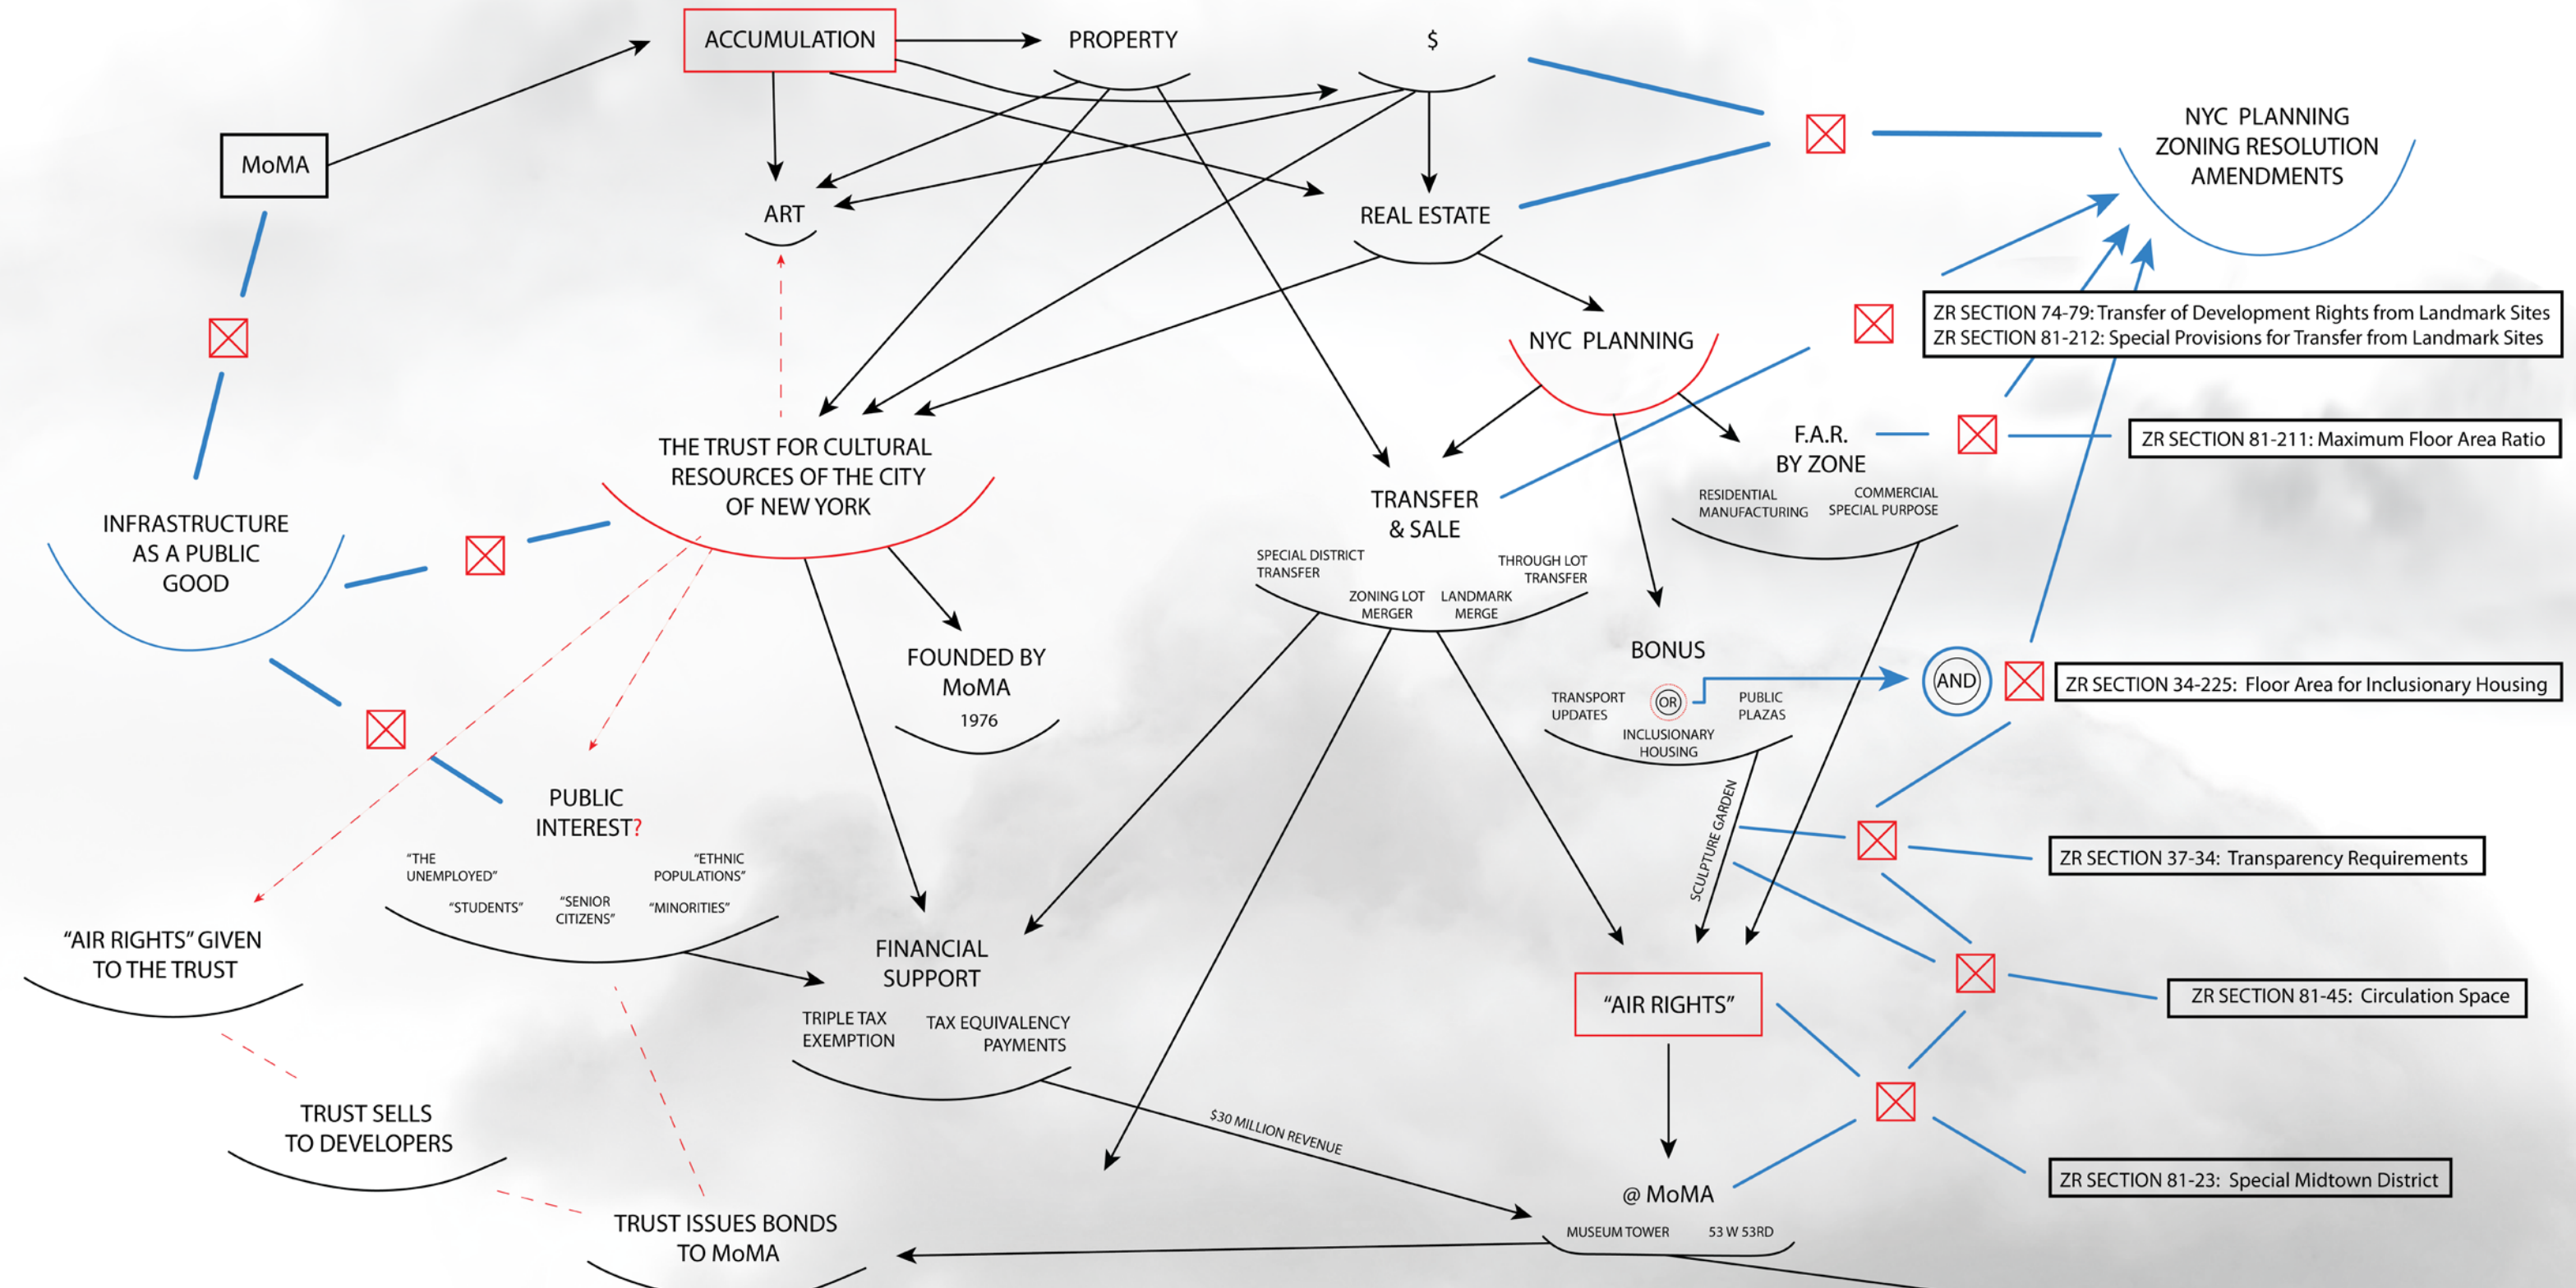 ACCUMULATION
PROPERTY
$
MoMA
ART
REAL ESTATE
NYC PLANNING
ZONING RESOLUTION
AMENDMENTS
ZR SECTION 74-79: Transfer of Development Rights from Landmark Sites
ZR SECTION 81-212: Special Provisions for Transfer from Landmark Sites
NYC PLANNING
F.A.R.
BY ZONE
RESIDENTIAL
MANUFACTURING
COMMERCIAL
SPECIAL PURPOSE
ZR SECTION 81-211: Maximum Floor Area Ratio
THE TRUST FOR CULTURAL
RESOURCES OF THE CITY
OF NEW YORK
INFRASTRUCTURE
AS A PUBLIC
GOOD
TRANSFER
& SALE
SPECIAL DISTRICT
TRANSFER
ZONING LOT
MERGER
LANDMARK
MERGE
THROUGH LOT
TRANSFER
FOUNDED BY
MoMA
1976
BONUS
TRANSPORT
UPDATES
OR
PUBLIC
PLAZAS
INCLUSIONARY
HOUSING
AND
ZR SECTION 34-225: Floor Area for Inclusionary Housing
SCULPTURE GARDEN
PUBLIC
INTEREST?
"THE
UNEMPLOYED"
"STUDENTS"
"SENIOR
CITIZENS"
"MINORITIES"
"ETHNIC
POPULATIONS"
ZR SECTION 37-34: Transparency Requirements
"AIR RIGHTS" GIVEN
TO THE TRUST
FINANCIAL
SUPPORT
TRIPLE TAX
EXEMPTION
TAX EQUIVALENCY
PAYMENTS
"AIR RIGHTS"
ZR SECTION 81-45: Circulation Space
TRUST SELLS
TO DEVELOPERS
$30 MILLION REVENUE
@ MoMA
MUSEUM TOWER
53 W 53RD
ZR SECTION 81-23: Special Midtown District
TRUST ISSUES BONDS
TO MoMA